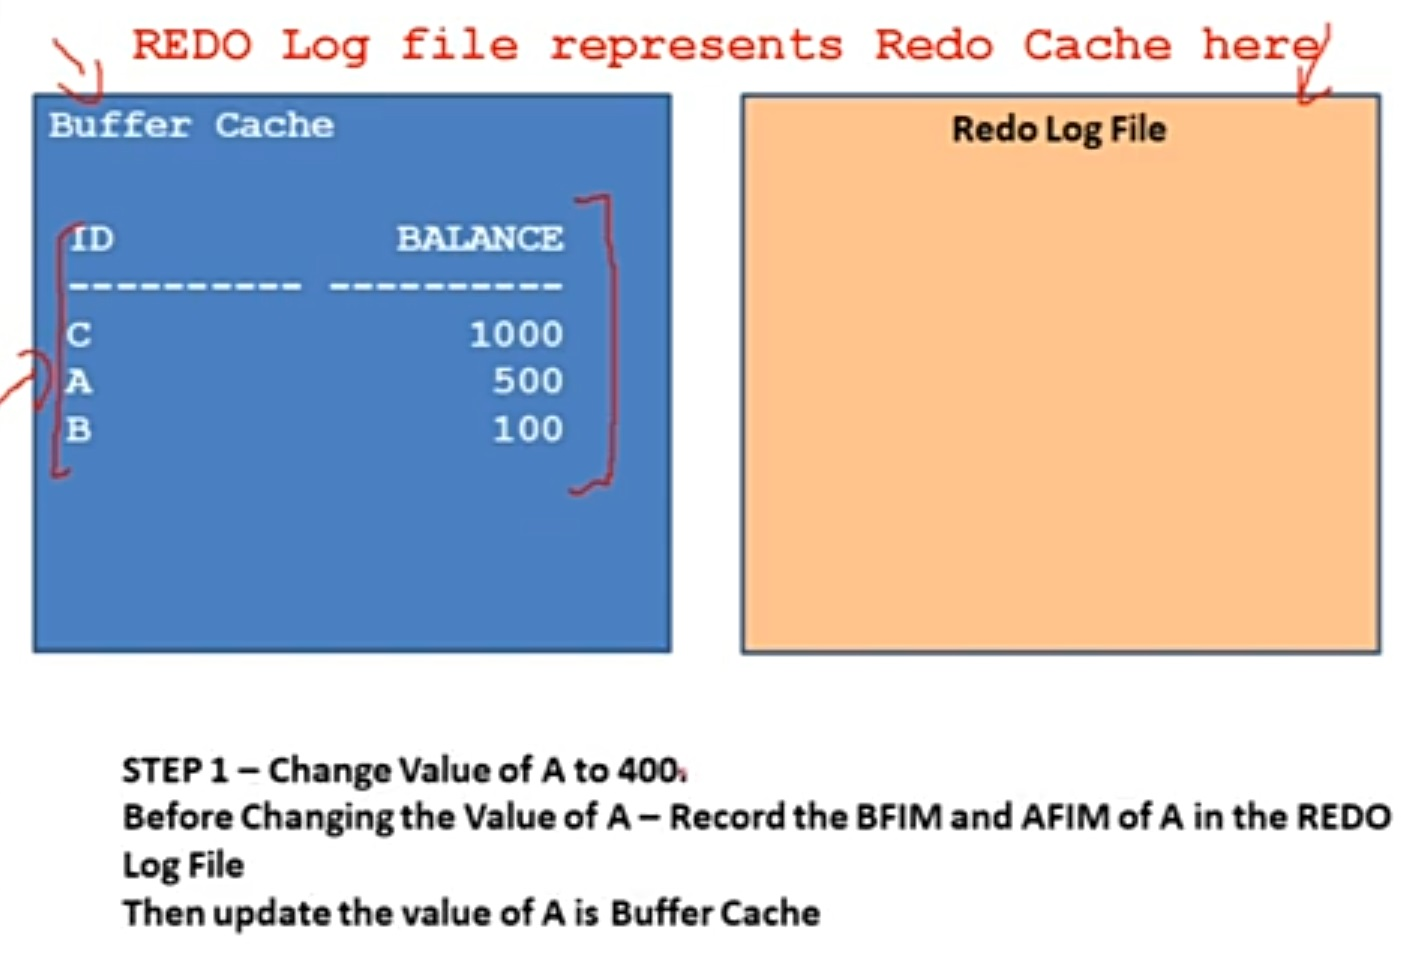 REDO Log file represents Redo Cache here
Buffer Cache
ID BALANCE
---------- ----------
C 1000
A 500
B 100
Redo Log File
STEP 1 – Change Value of A to 400.
Before Changing the Value of A – Record the BFIM and AFIM of A in the REDO
Log File
Then update the value of A is Buffer Cache